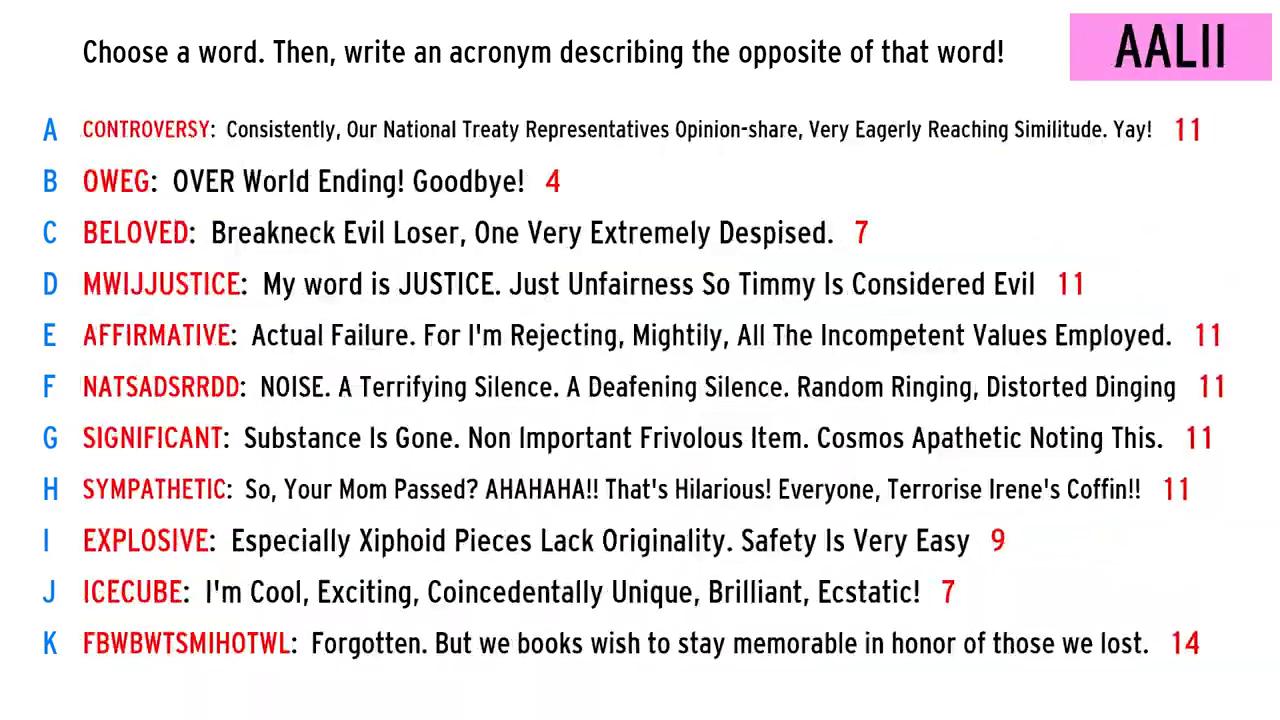 Choose a word. Then, write an acronym describing the opposite of that word!
AALII
A CONTROVERSY: Consistently, Our National Treaty Representatives Opinion-share, Very Eagerly Reaching Similitude. Yay! 11
B OWEG: OVER World Ending! Goodbye! 4
C BELOVED: Breakneck Evil Loser, One Very Extremely Despised. 7
D MWIJJUSTICE: My word is JUSTICE. Just Unfairness So Timmy Is Considered Evil 11
E AFFIRMATIVE: Actual Failure. For I'm Rejecting, Mightily, All The Incompetent Values Employed. 11
F NATSADSRRDD: NOISE. A Terrifying Silence. A Deafening Silence. Random Ringing, Distorted Dinging 11
G SIGNIFICANT: Substance Is Gone. Non Important Frivolous Item. Cosmos Apathetic Noting This. 11
H SYMPATHETIC: So, Your Mom Passed? AHAHAHA!! That's Hilarious! Everyone, Terrorise Irene's Coffin!! 11
I EXPLOSIVE: Especially Xiphoid Pieces Lack Originality. Safety Is Very Easy 9
J ICECUBE: I'm Cool, Exciting, Coincedentally Unique, Brilliant, Ecstatic! 7
K FBWBWTSMIHOTWL: Forgotten. But we books wish to stay memorable in honor of those we lost. 14